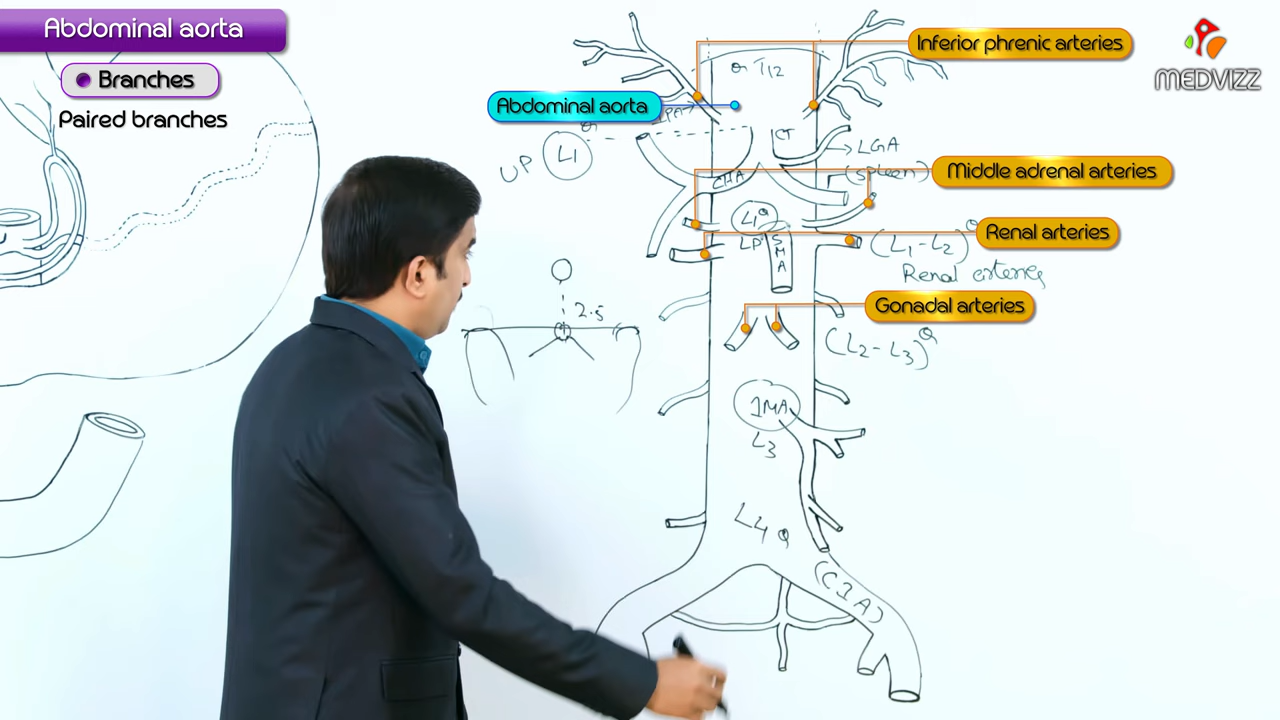 Abdominal aorta
Branches
Paired branches
MEDVIZZ
Inferior phrenic arteries
@ T12
Abdominal aorta
IPA
CT
LGA
UP L1
CHA
(Spleen)
Middle adrenal arteries
L1
LP
SMA
Renal arteries
(L1-L2)
Renal arteries
Gonadal arteries
2.5
(L2-L3)
IMA
L3
L4
(CIA)